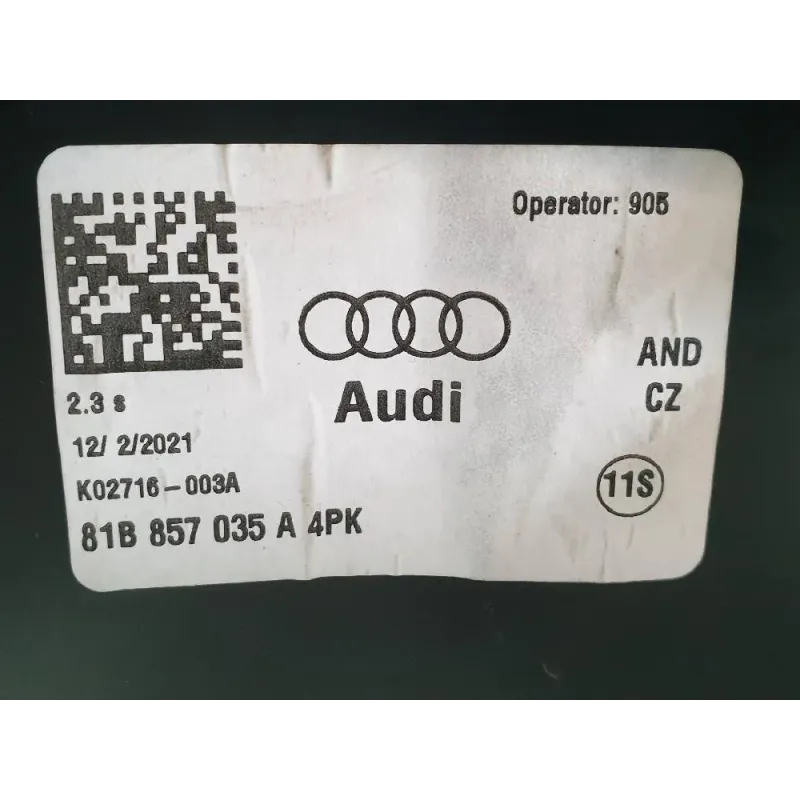 Operator: 905
Audi
AND
CZ
2.3 s
12/ 2/2021
K02716-003A
11S
81B 857 035 A 4PK